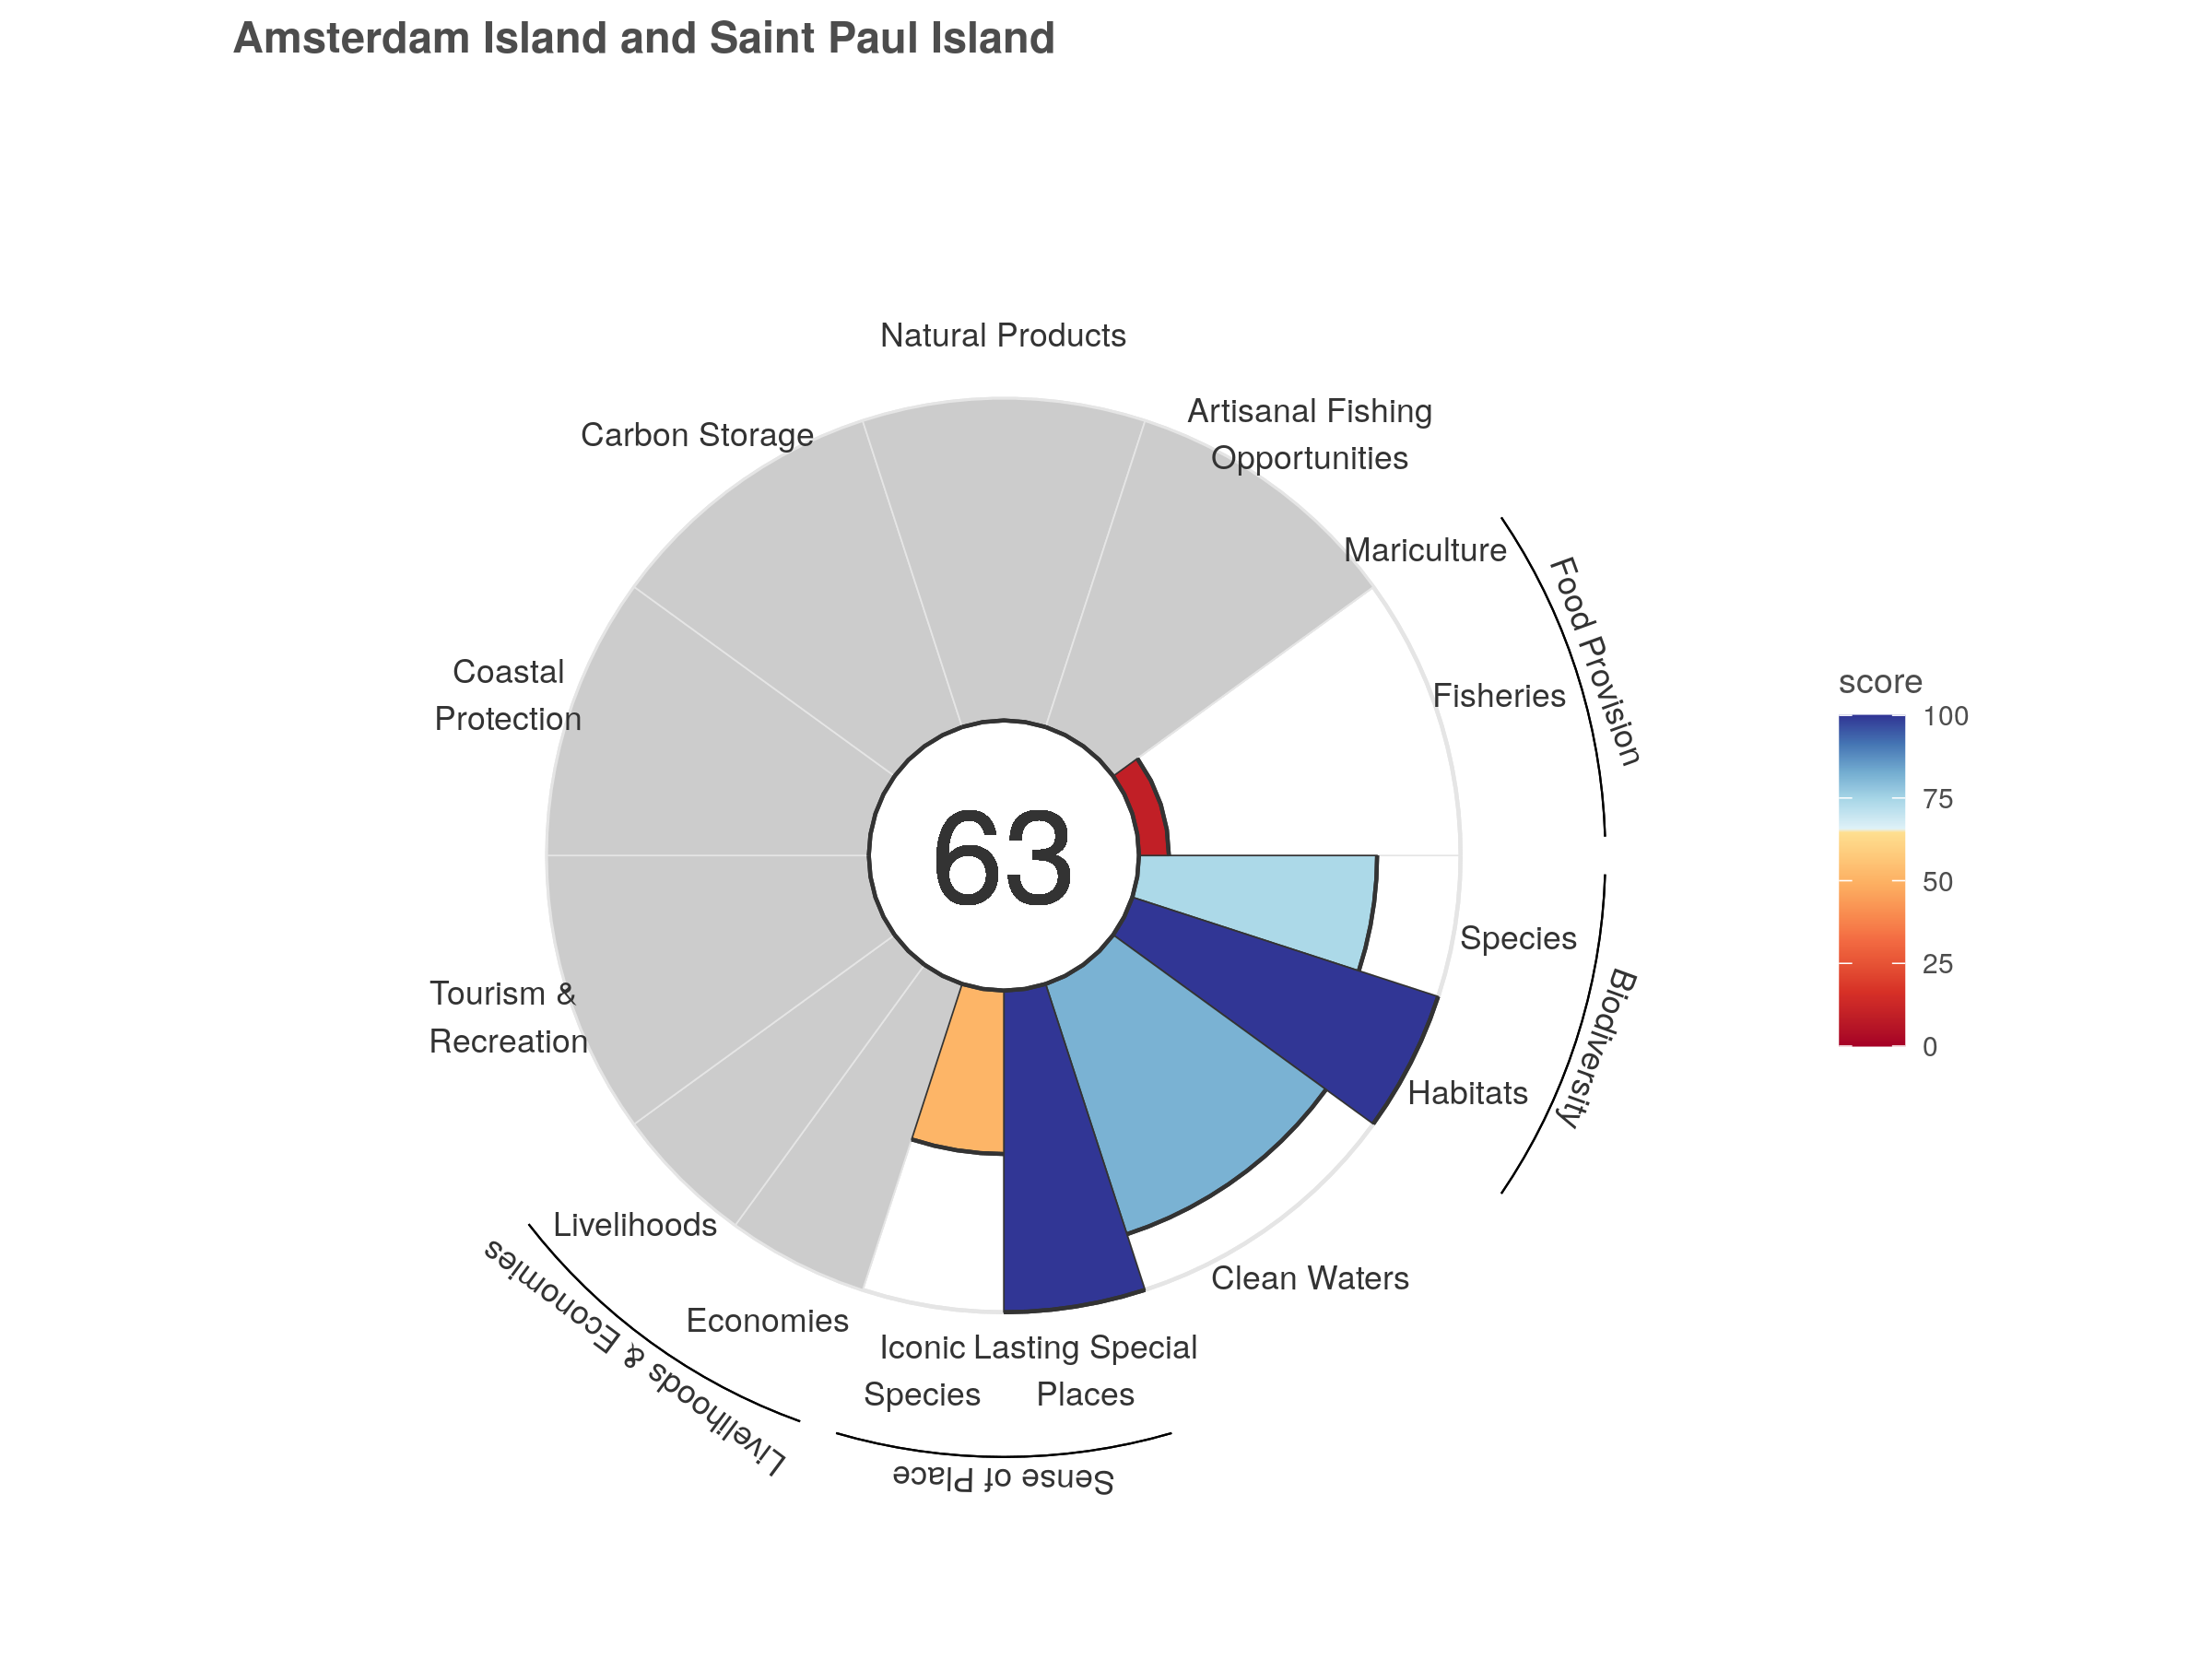 Amsterdam Island and Saint Paul Island
Natural Products
Artisanal Fishing
Opportunities
Carbon Storage
Mariculture
Food Provision
Fisheries
Coastal
Protection
score
100
75
50
25
0
63
Species
Biodiversity
Habitats
Tourism &
Recreation
Livelihoods
Livelihoods & Economies
Economies
Clean Waters
Iconic
Species
Lasting Special
Places
Sense of Place